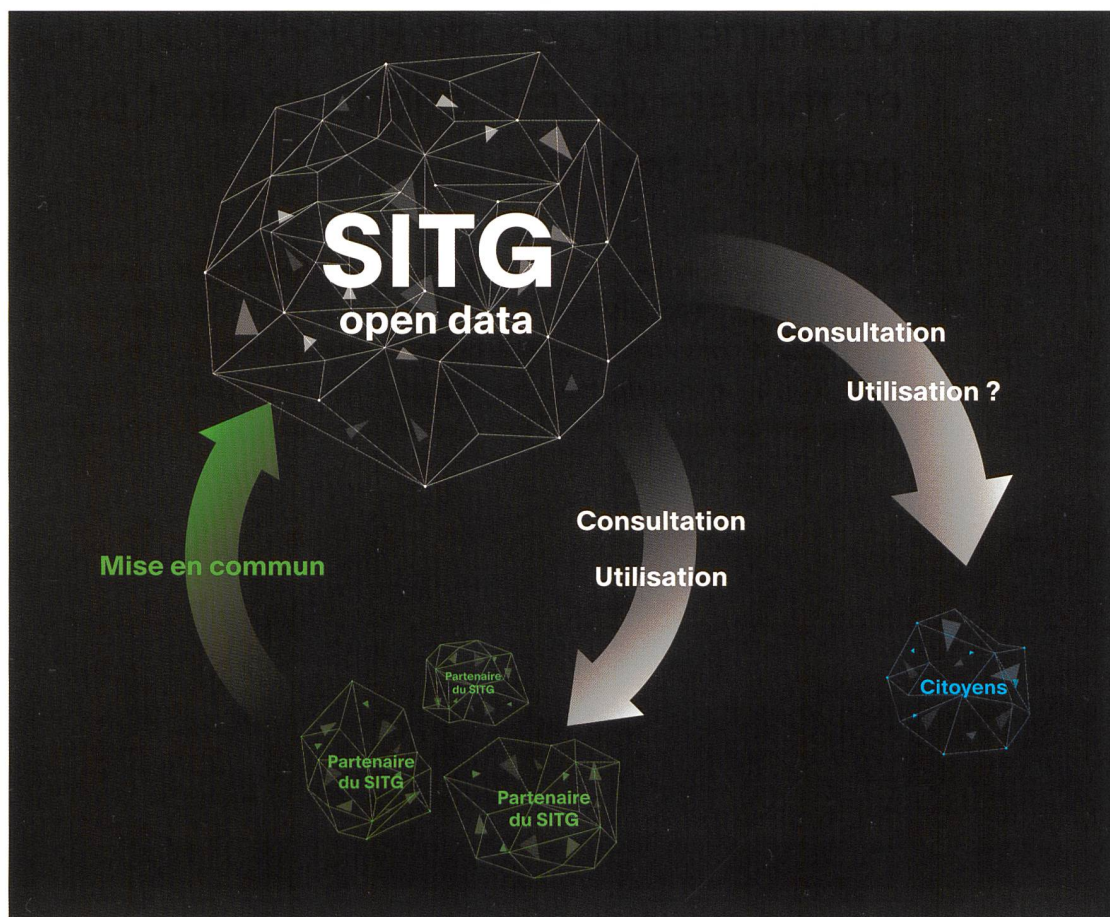 SITG
open data
Consultation
Utilisation ?
Consultation
Utilisation
Mise en commun
Partenaire
du SITG
Partenaire
du SITG
Partenaire
du SITG
Citoyens